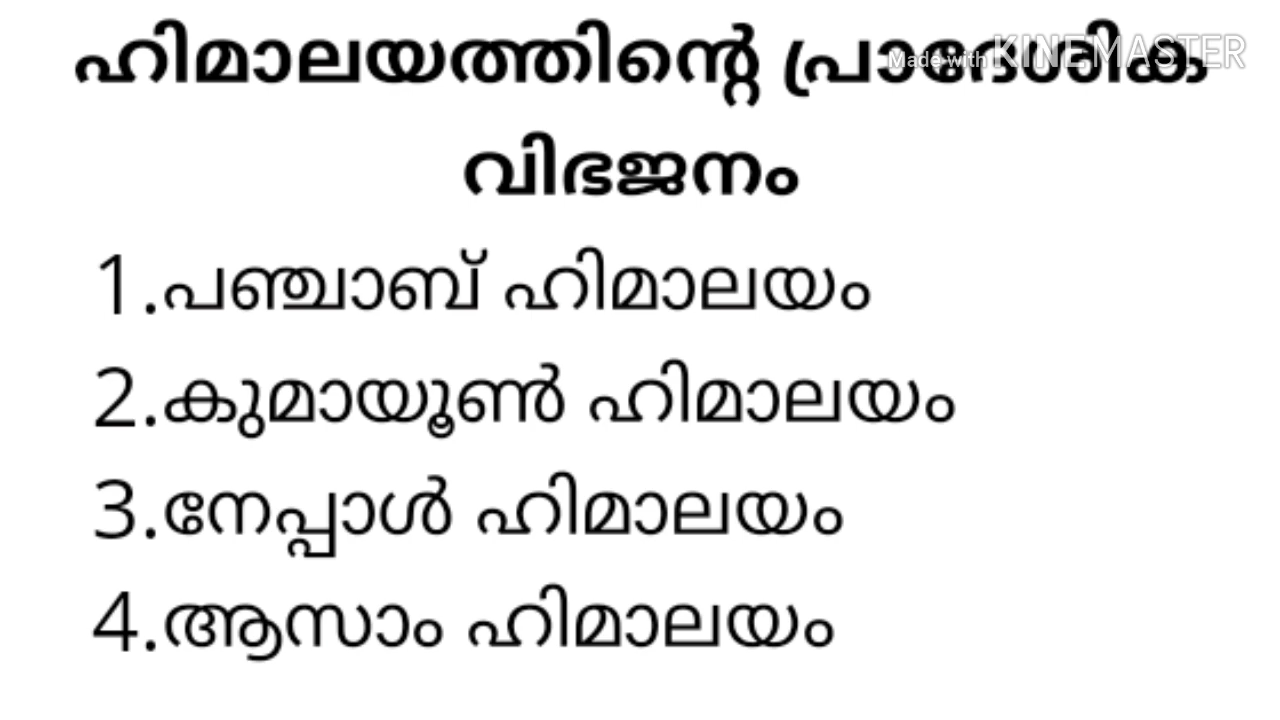 ഹിമാലയത്തിന്റെ പ്രാദേശിക
Made with KINEMASTER
വിഭജനം
1.പഞ്ചാബ് ഹിമാലയം
2.കുമായൂൺ ഹിമാലയം
3.നേപ്പാൾ ഹിമാലയം
4.ആസാം ഹിമാലയം